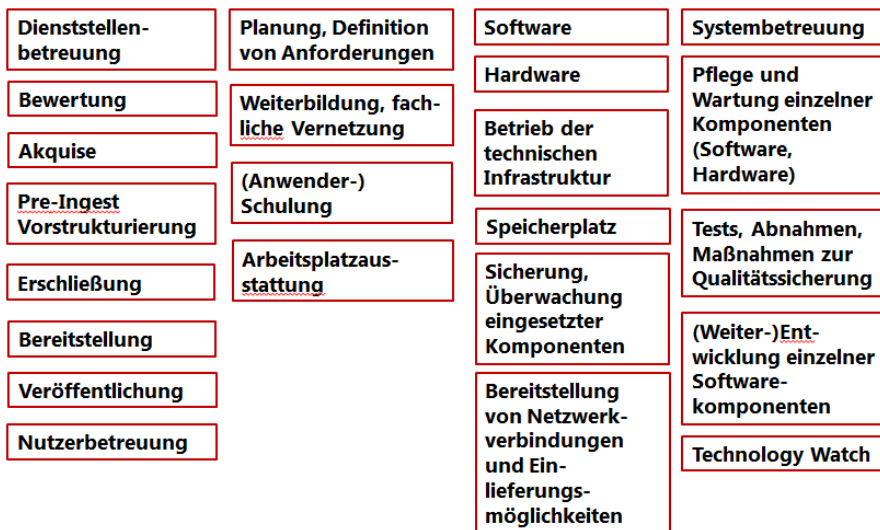 Dienststellen-
betreuung
Bewertung
Akquise
Pre-Ingest
Vorstrukturierung
Erschließung
Bereitstellung
Veröffentlichung
Nutzerbetreuung
Planung, Definition
von Anforderungen
Weiterbildung, fach-
liche Vernetzung
(Anwender-)
Schulung
Arbeitsplatzaus-
stattung
Software
Hardware
Betrieb der
technischen
Infrastruktur
Speicherplatz
Sicherung,
Überwachung
eingesetzter
Komponenten
Bereitstellung
von Netzwerk-
verbindungen
und Ein-
lieferungs-
möglichkeiten
Systembetreuung
Pflege und
Wartung einzelner
Komponenten
(Software,
Hardware)
Tests, Abnahmen,
Maßnahmen zur
Qualitätssicherung
(Weiter-)Ent-
wicklung einzelner
Software-
komponenten
Technology Watch